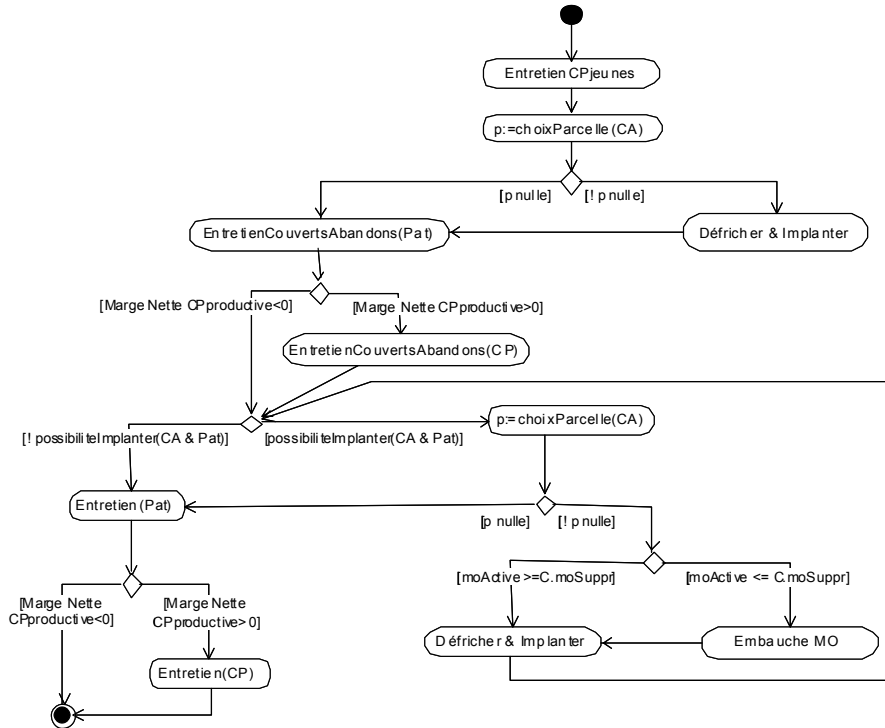 Entretien CPjeunes
p:=choixParcelle(CA)
[p nulle]
[! p nulle]
EntretienCouvertsAbandons(Pat)
Défricher & Implanter
[Marge Nette CPproductive<0]
[Marge Nette CPproductive>0]
EntretienCouvertsAbandons(CP)
[! possibiliteImplanter(CA & Pat)]
[possibiliteImplanter(CA & Pat)]
p:=choixParcelle(CA)
Entretien(Pat)
[p nulle]
[! p nulle]
[moActive >=C.moSuppr]
[moActive <= C.moSuppr]
[Marge Nette
CPproductive<0]
[Marge Nette
CPproductive>0]
Défricher & Implanter
Embauche MO
Entretien(CP)